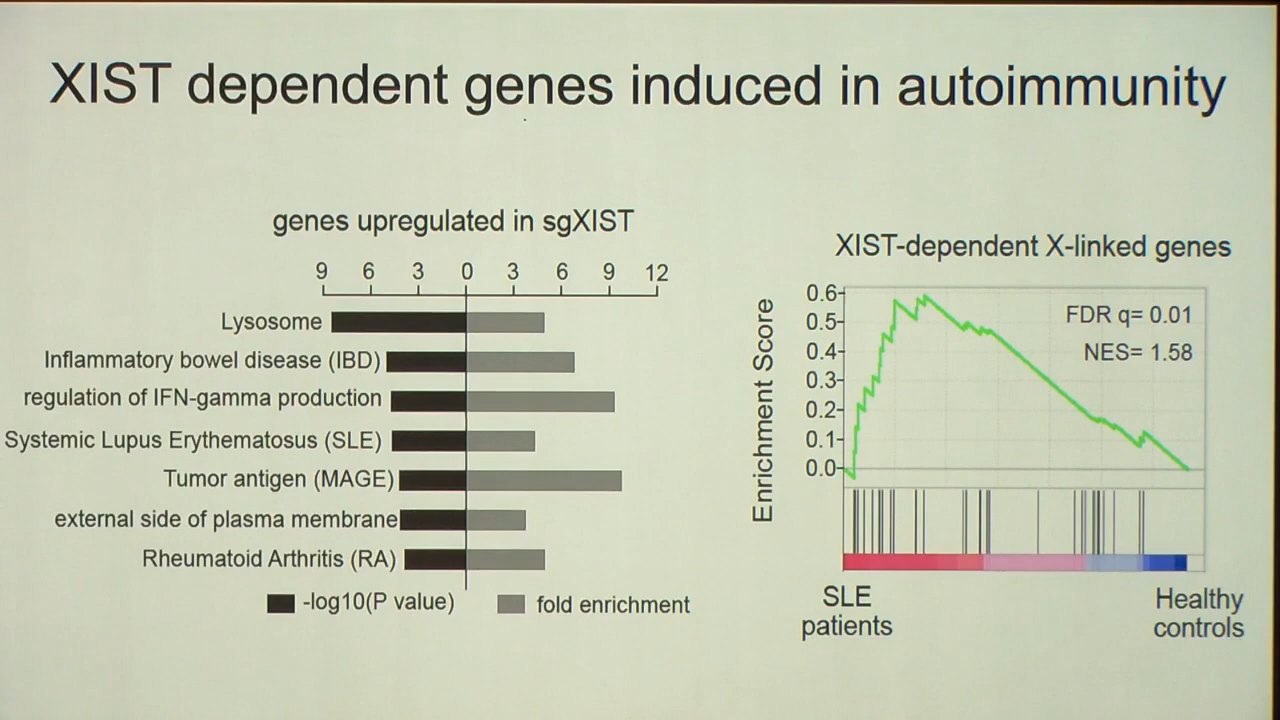 XIST dependent genes induced in autoimmunity
genes upregulated in sgXIST
9 6 3 0 3 6 9 12
Lysosome
Inflammatory bowel disease (IBD)
regulation of IFN-gamma production
Systemic Lupus Erythematosus (SLE)
Tumor antigen (MAGE)
external side of plasma membrane
Rheumatoid Arthritis (RA)
-log10(P value)
fold enrichment
XIST-dependent X-linked genes
Enrichment Score
0.6
0.5
0.4
0.3
0.2
0.1
0.0
FDR q= 0.01
NES= 1.58
SLE
patients
Healthy
controls